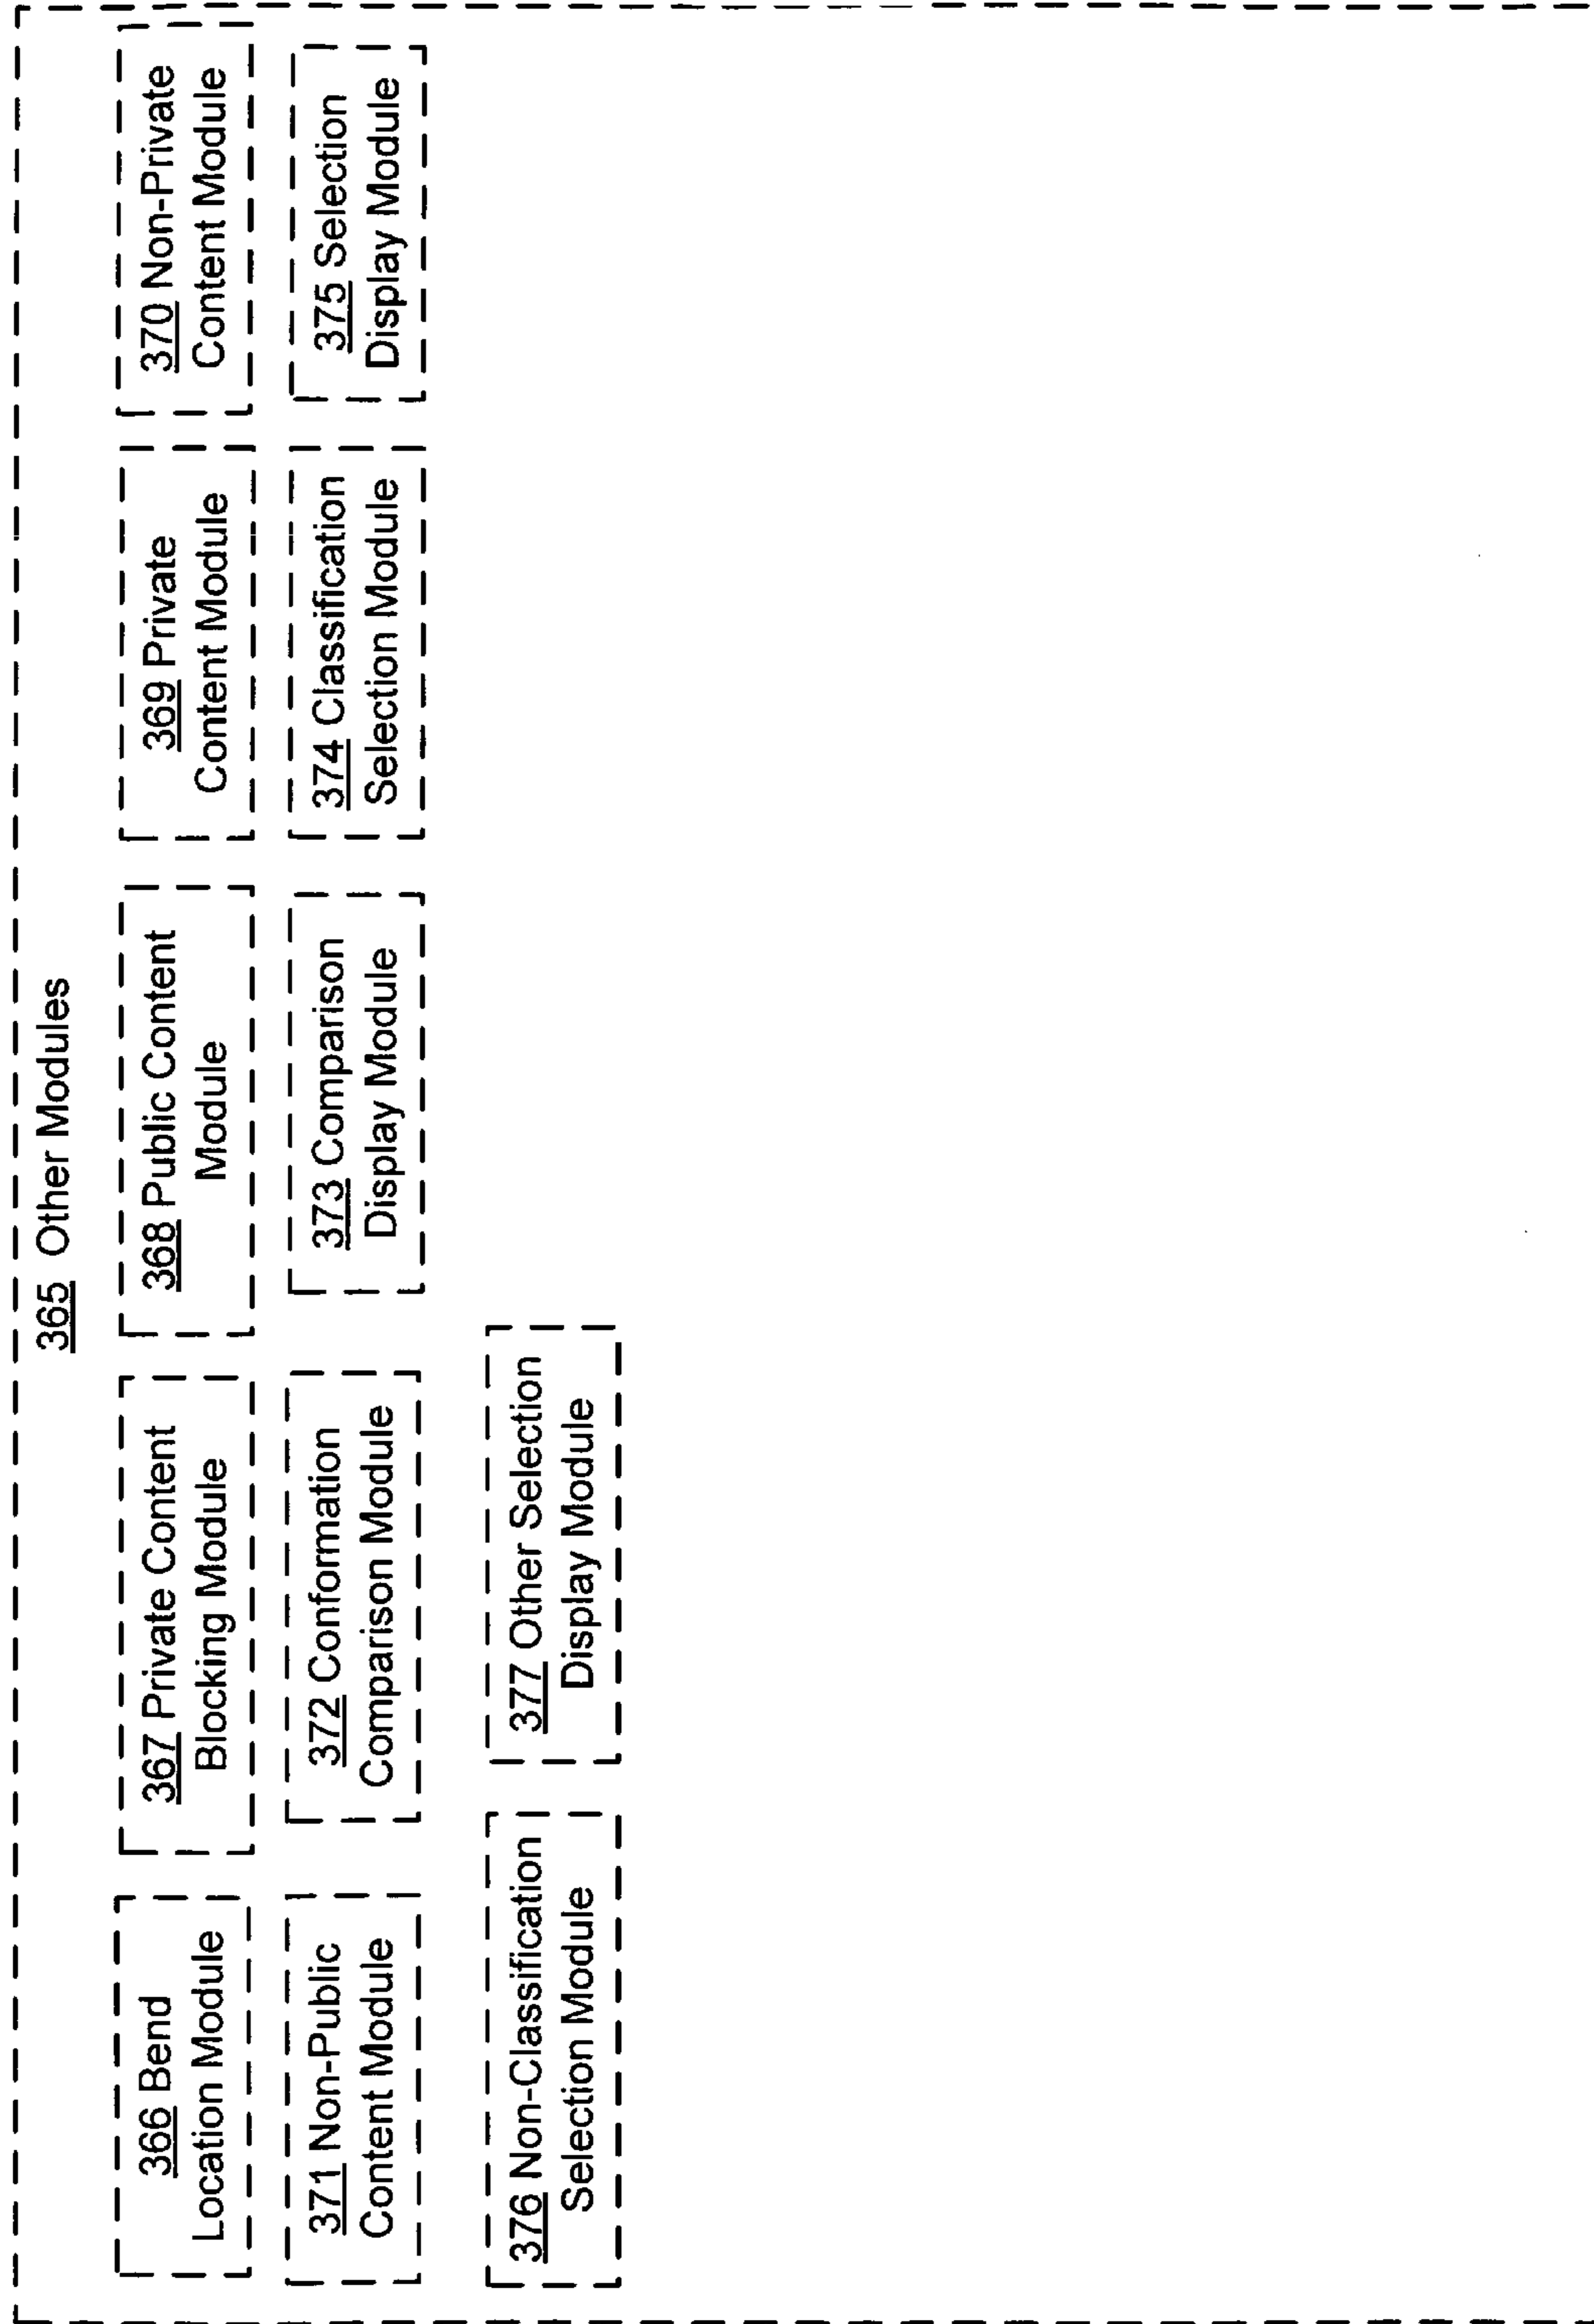 365 Other Modules
366 Bend
Location Module
367 Private Content
Blocking Module
368 Public Content
Module
369 Private
Content Module
370 Non-Private
Content Module
371 Non-Public
Content Module
372 Conformation
Comparison Module
373 Comparison
Display Module
374 Classification
Selection Module
375 Selection
Display Module
376 Non-Classification
Selection Module
377 Other Selection
Display Module